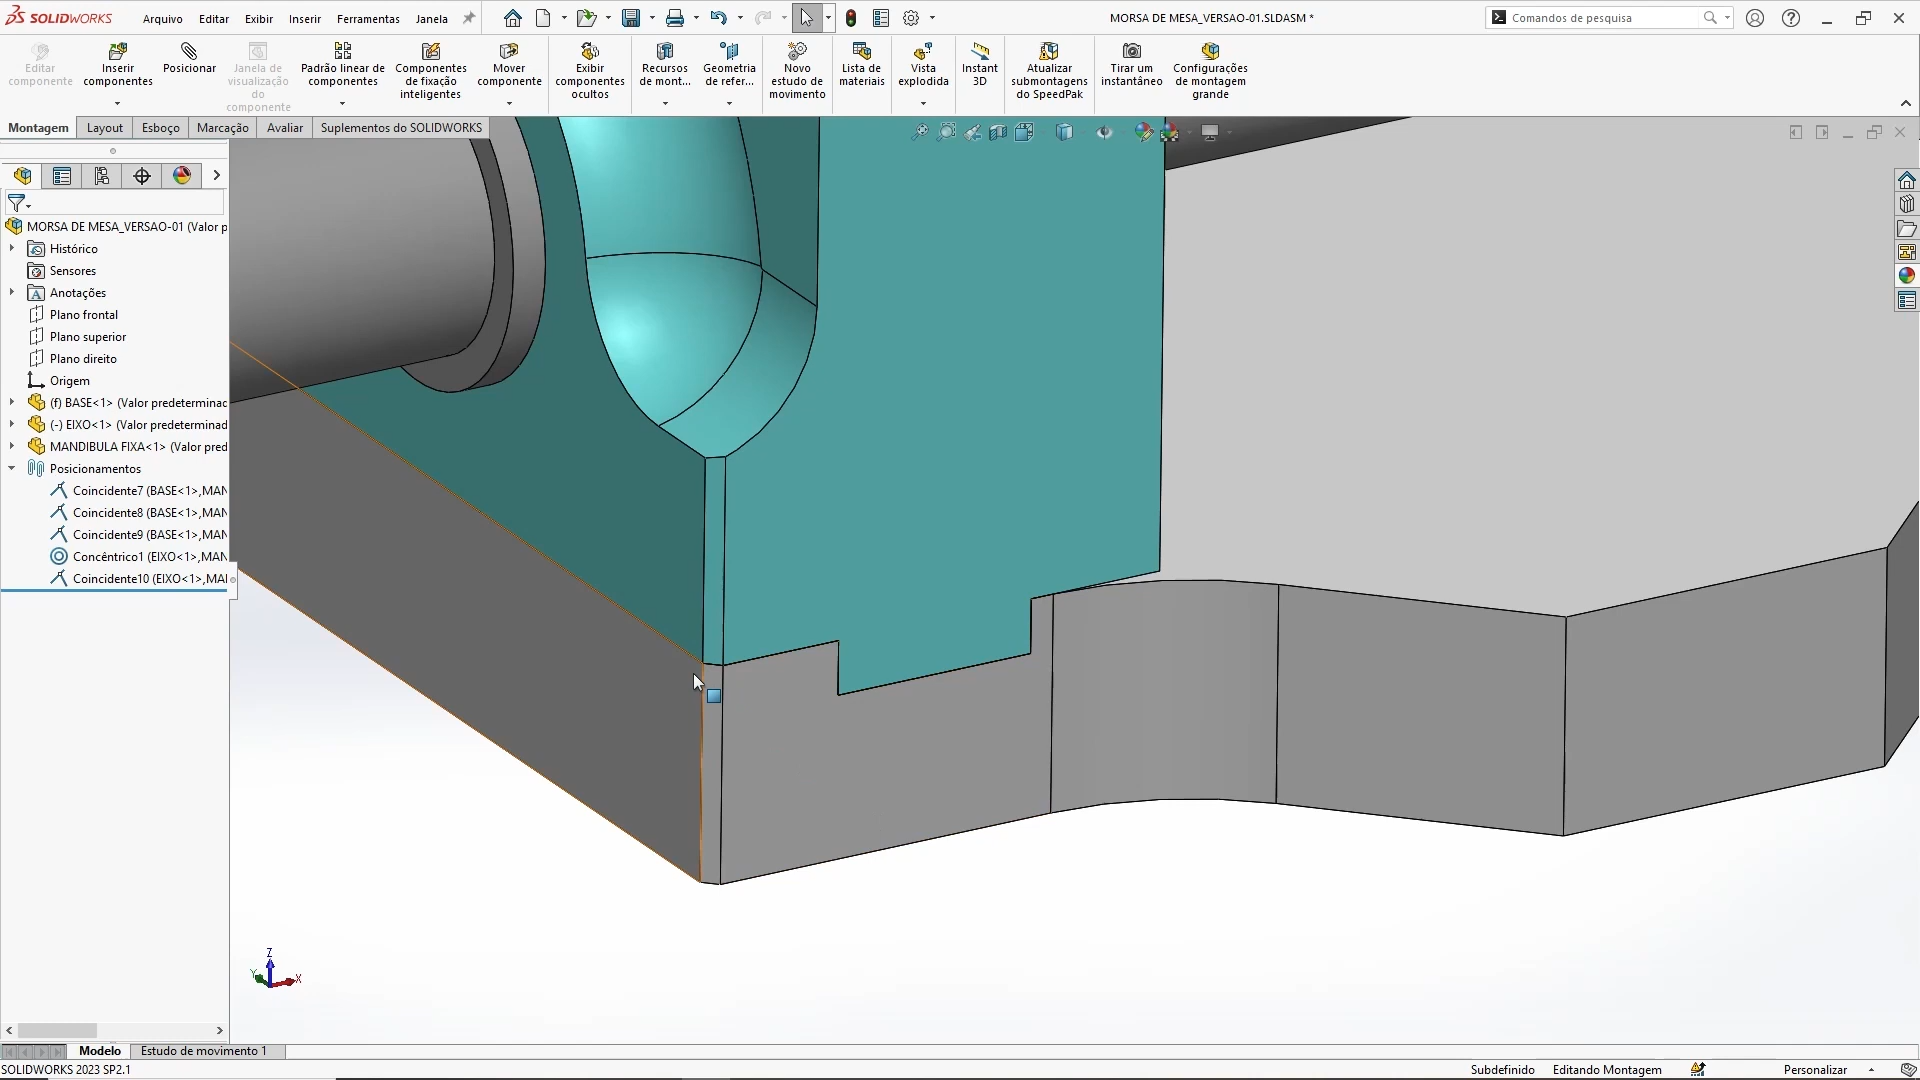 SOLIDWORKS
Arquivo Editar Exibir Inserir Ferramentas Janela
MORSA DE MESA_VERSAO-01.SLDASM *
Comandos de pesquisa
Editar componente
Inserir componentes
Posicionar
Janela de visualização do componente
Padrão linear de componentes
Componentes de fixação inteligentes
Mover componente
Exibir componentes ocultos
Recursos de mont...
Geometria de refer...
Novo estudo de movimento
Lista de materiais
Vista explodida
Instant 3D
Atualizar submontagens do SpeedPak
Tirar um instantâneo
Configurações de montagem grande
Montagem Layout Esboço Marcação Avaliar Suplementos do SOLIDWORKS
MORSA DE MESA_VERSAO-01 (Valor p
Histórico
Sensores
Anotações
Plano frontal
Plano superior
Plano direito
Origem
(f) BASE<1> (Valor predeterminac
(-) EIXO<1> (Valor predeterminad
MANDIBULA FIXA<1> (Valor pred
Posicionamentos
Coincidente7 (BASE<1>,MAN
Coincidente8 (BASE<1>,MAN
Coincidente9 (BASE<1>,MAN
Concêntrico1 (EIXO<1>,MAN
Coincidente10 (EIXO<1>,MAI
Z
Y
X
Modelo Estudo de movimento 1
SOLIDWORKS 2023 SP2.1
Subdefinido Editando Montagem Personalizar